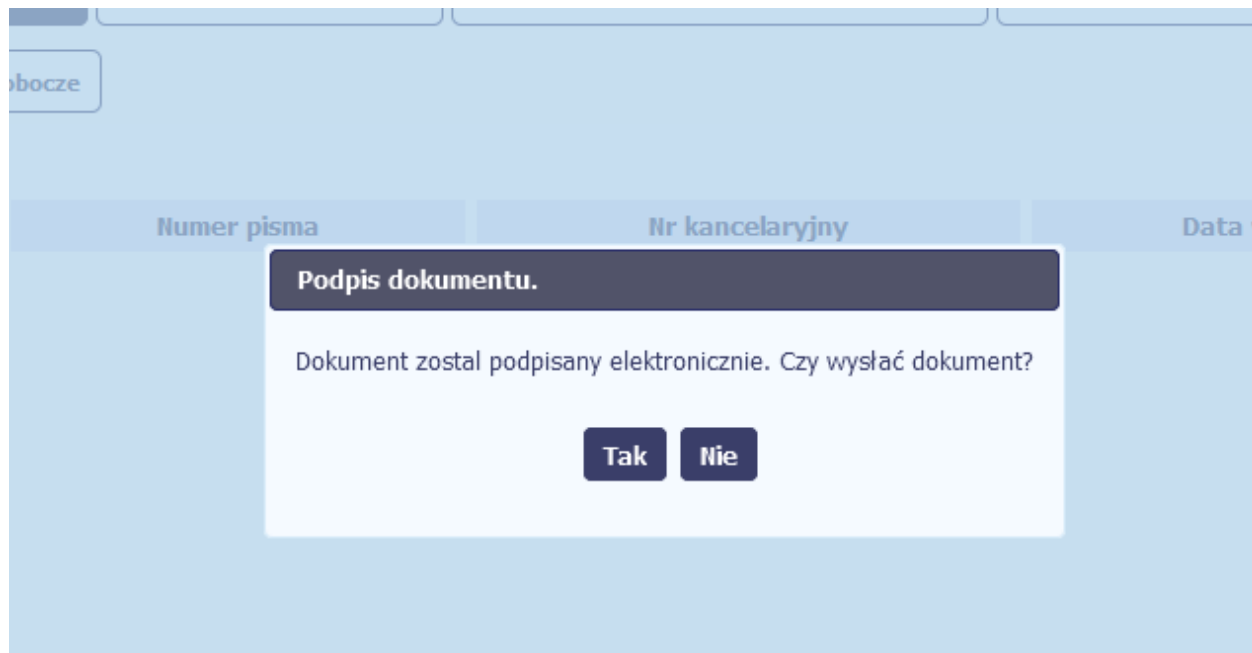 obocze
Numer pisma Nr kancelaryjny Data
Podpis dokumentu.
Dokument zostal podpisany elektronicznie. Czy wysłać dokument?
Tak Nie